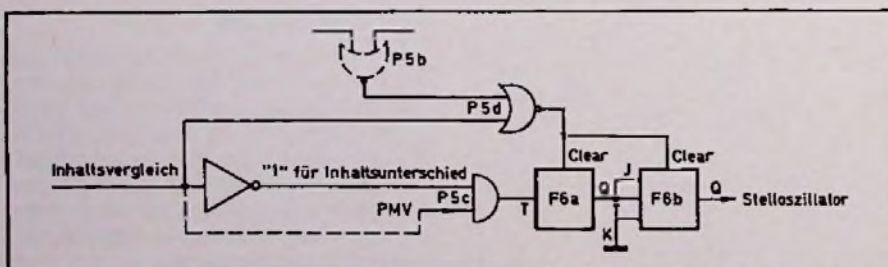 P5b
P5d
Clear
Clear
Inhaltsvergleich
"1" für Inhaltsunterschied
J
P5c
F6a
Q
F6b
Q
Stelloszillator
PMV
T
K